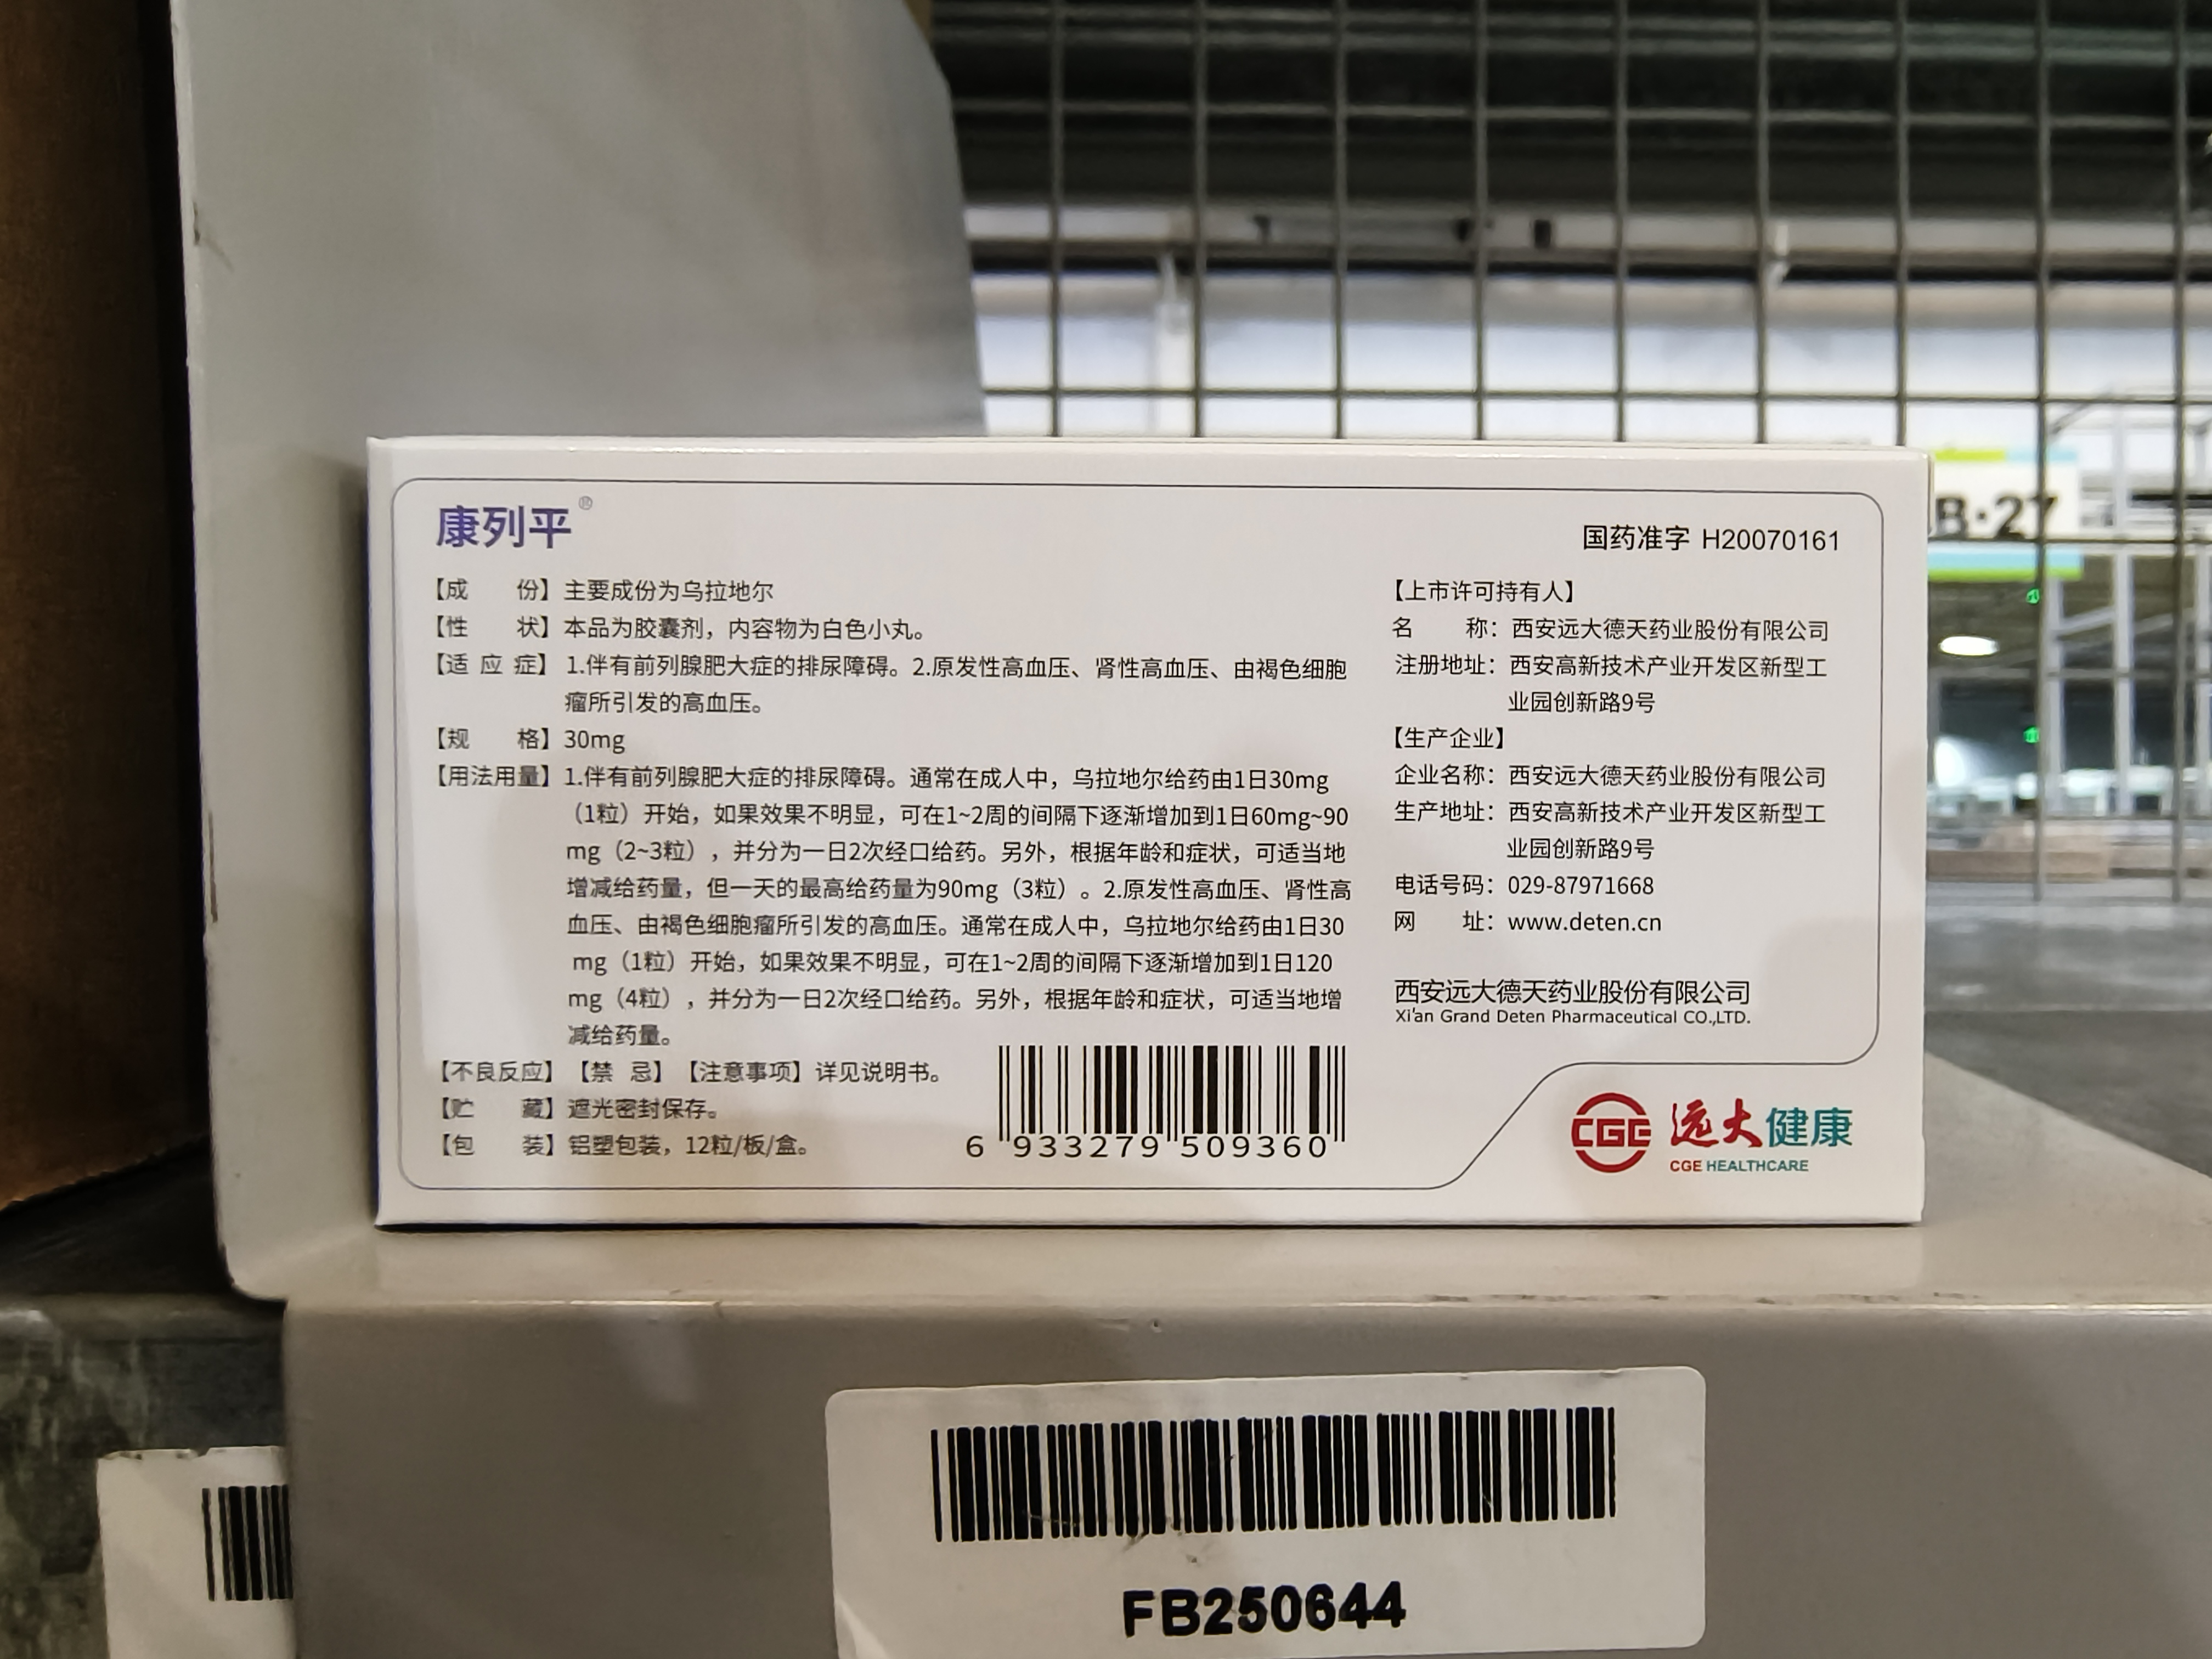 康列平®
国药准字 H20070161
【成 份】主要成份为乌拉地尔
【性 状】本品为胶囊剂，内容物为白色小丸。
【适 应 症】1.伴有前列腺肥大症的排尿障碍。2.原发性高血压、肾性高血压、由褐色细胞
瘤所引发的高血压。
【规 格】30mg
【用法用量】1.伴有前列腺肥大症的排尿障碍。通常在成人中，乌拉地尔给药由1日30mg
（1粒）开始，如果效果不明显，可在1~2周的间隔下逐渐增加到1日60mg~90
mg（2~3粒），并分为一日2次经口给药。另外，根据年龄和症状，可适当地
增减给药量，但一天的最高给药量为90mg（3粒）。2.原发性高血压、肾性高
血压、由褐色细胞瘤所引发的高血压。通常在成人中，乌拉地尔给药由1日30
mg（1粒）开始，如果效果不明显，可在1~2周的间隔下逐渐增加到1日120
mg（4粒），并分为一日2次经口给药。另外，根据年龄和症状，可适当地增
减给药量。
【不良反应】【禁 忌】【注意事项】详见说明书。
【贮 藏】遮光密封保存。
【包 装】铝塑包装，12粒/板/盒。
6 933279 509360
【上市许可持有人】
名 称：西安远大德天药业股份有限公司
注册地址：西安高新技术产业开发区新型工
业园创新路9号
【生产企业】
企业名称：西安远大德天药业股份有限公司
生产地址：西安高新技术产业开发区新型工
业园创新路9号
电话号码：029-87971668
网 址：www.deten.cn
西安远大德天药业股份有限公司
Xi'an Grand Deten Pharmaceutical CO.,LTD.
CGE 远大健康
CGE HEALTHCARE
B·27
FB250644